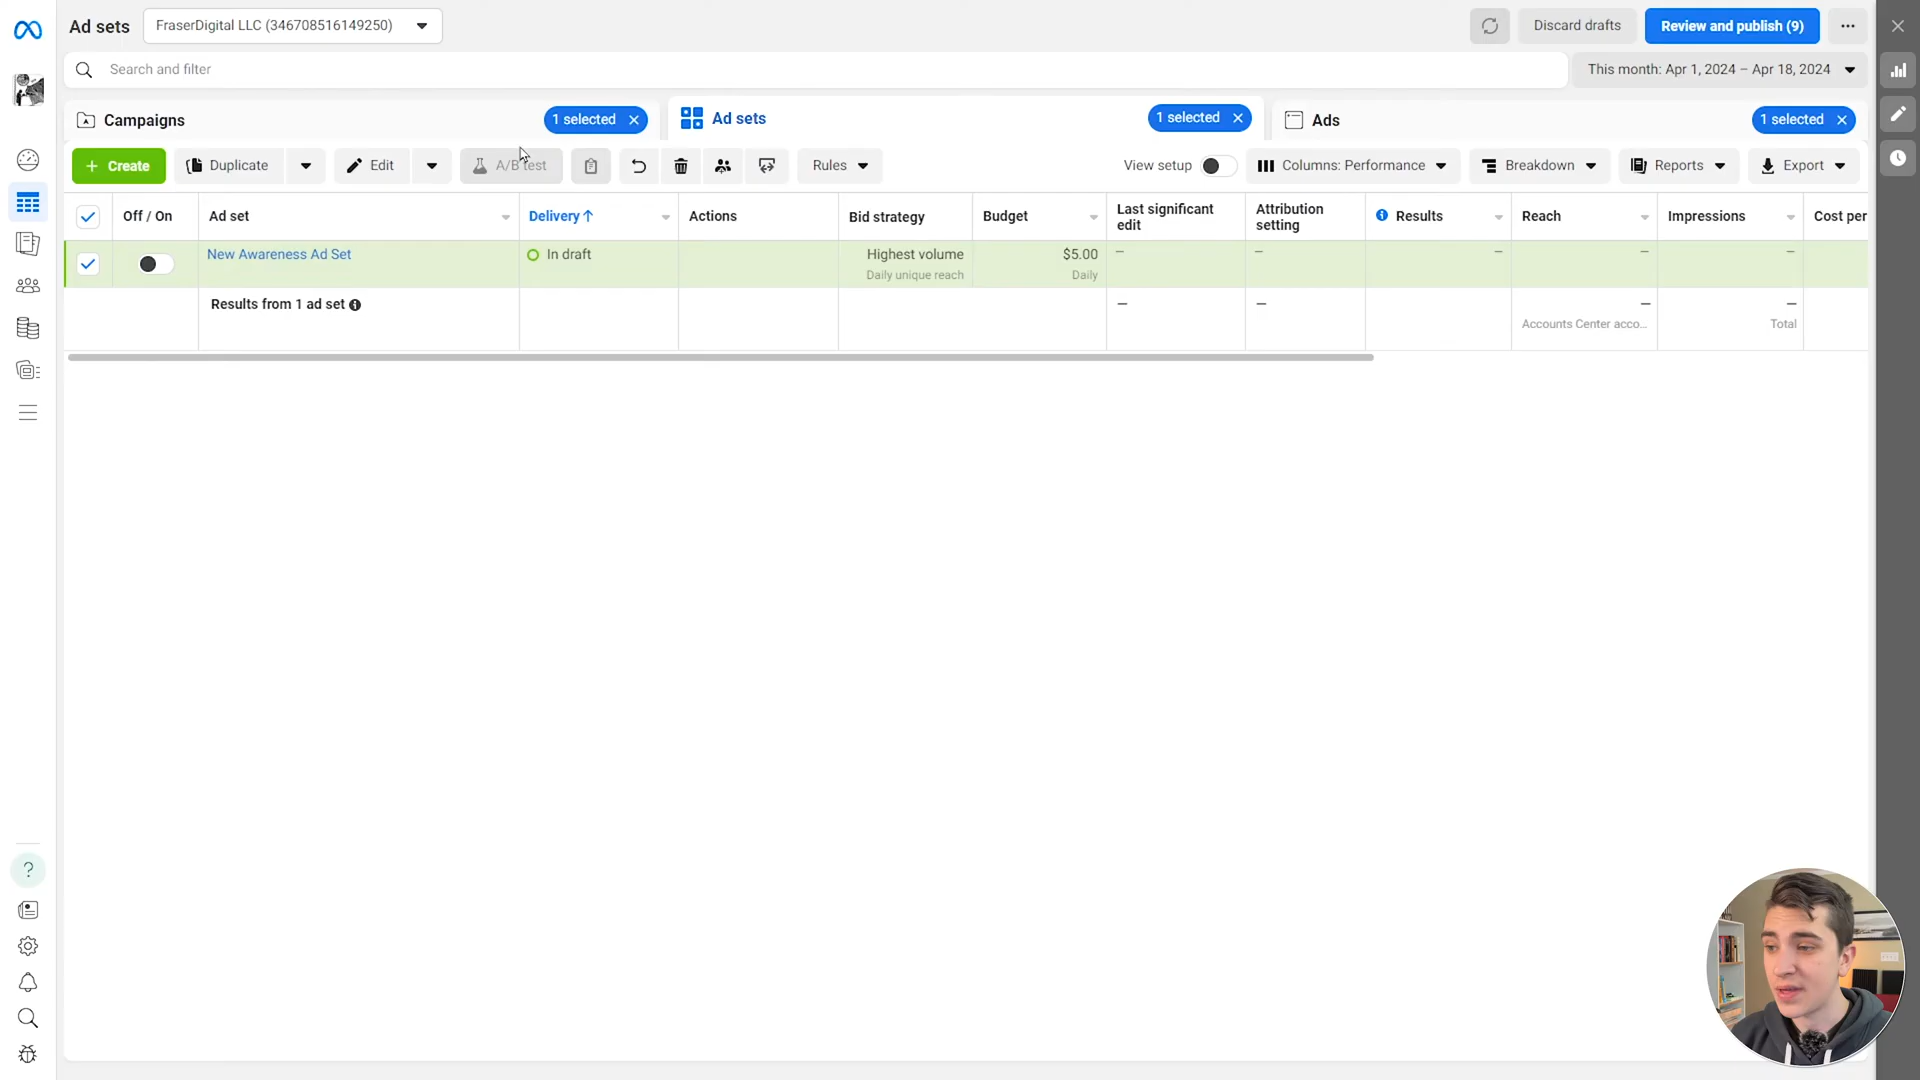 Ad sets
FraserDigital LLC (346708516149250)
Discard drafts
Review and publish (9)
Search and filter
This month: Apr 1, 2024 – Apr 18, 2024
Campaigns
1 selected
Ad sets
1 selected
Ads
1 selected
+ Create
Duplicate
Edit
A/B test
Rules
View setup
Columns: Performance
Breakdown
Reports
Export
Off / On
Ad set
Delivery ↑
Actions
Bid strategy
Budget
Last significant
edit
Attribution
setting
Results
Reach
Impressions
Cost per
New Awareness Ad Set
In draft
Highest volume
Daily unique reach
$5.00
Daily
–
–
–
–
–
Results from 1 ad set
—
—
—
Accounts Center acco...
—
Total
?